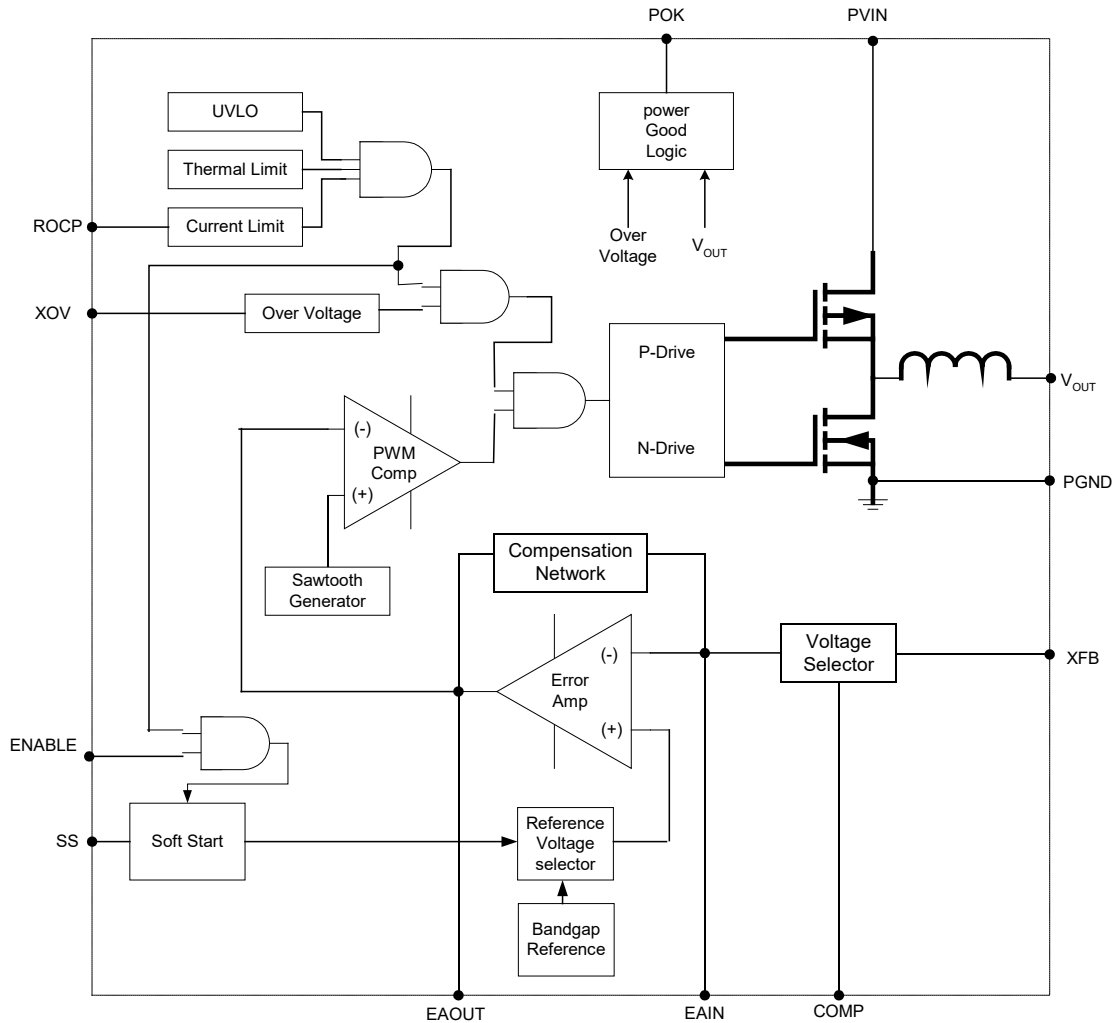 POK
PVIN
UVLO
power
Good
Logic
Thermal Limit
ROCP
Current Limit
Over
Voltage
VOUT
XOV
Over Voltage
P-Drive
VOUT
(-)
PWM
Comp
N-Drive
(+)
PGND
Compensation
Network
Sawtooth
Generator
Voltage
Selector
XFB
(-)
Error
Amp
(+)
ENABLE
SS
Soft Start
Reference
Voltage
selector
Bandgap
Reference
EAOUT
EAIN
COMP